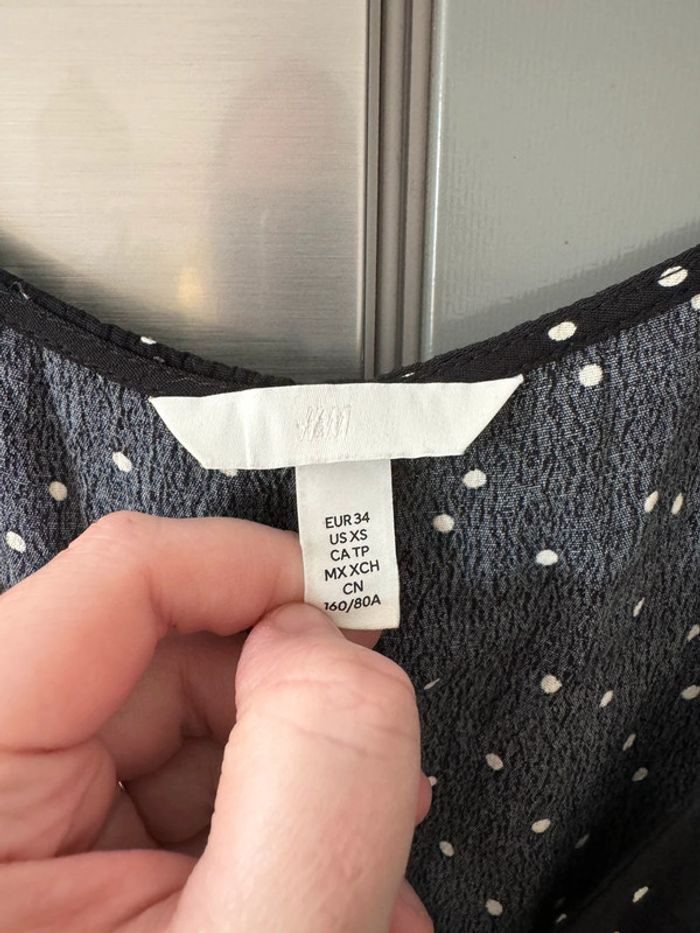 H&M
EUR 34
US XS
CA TP
MX XCH
CN
160/80A